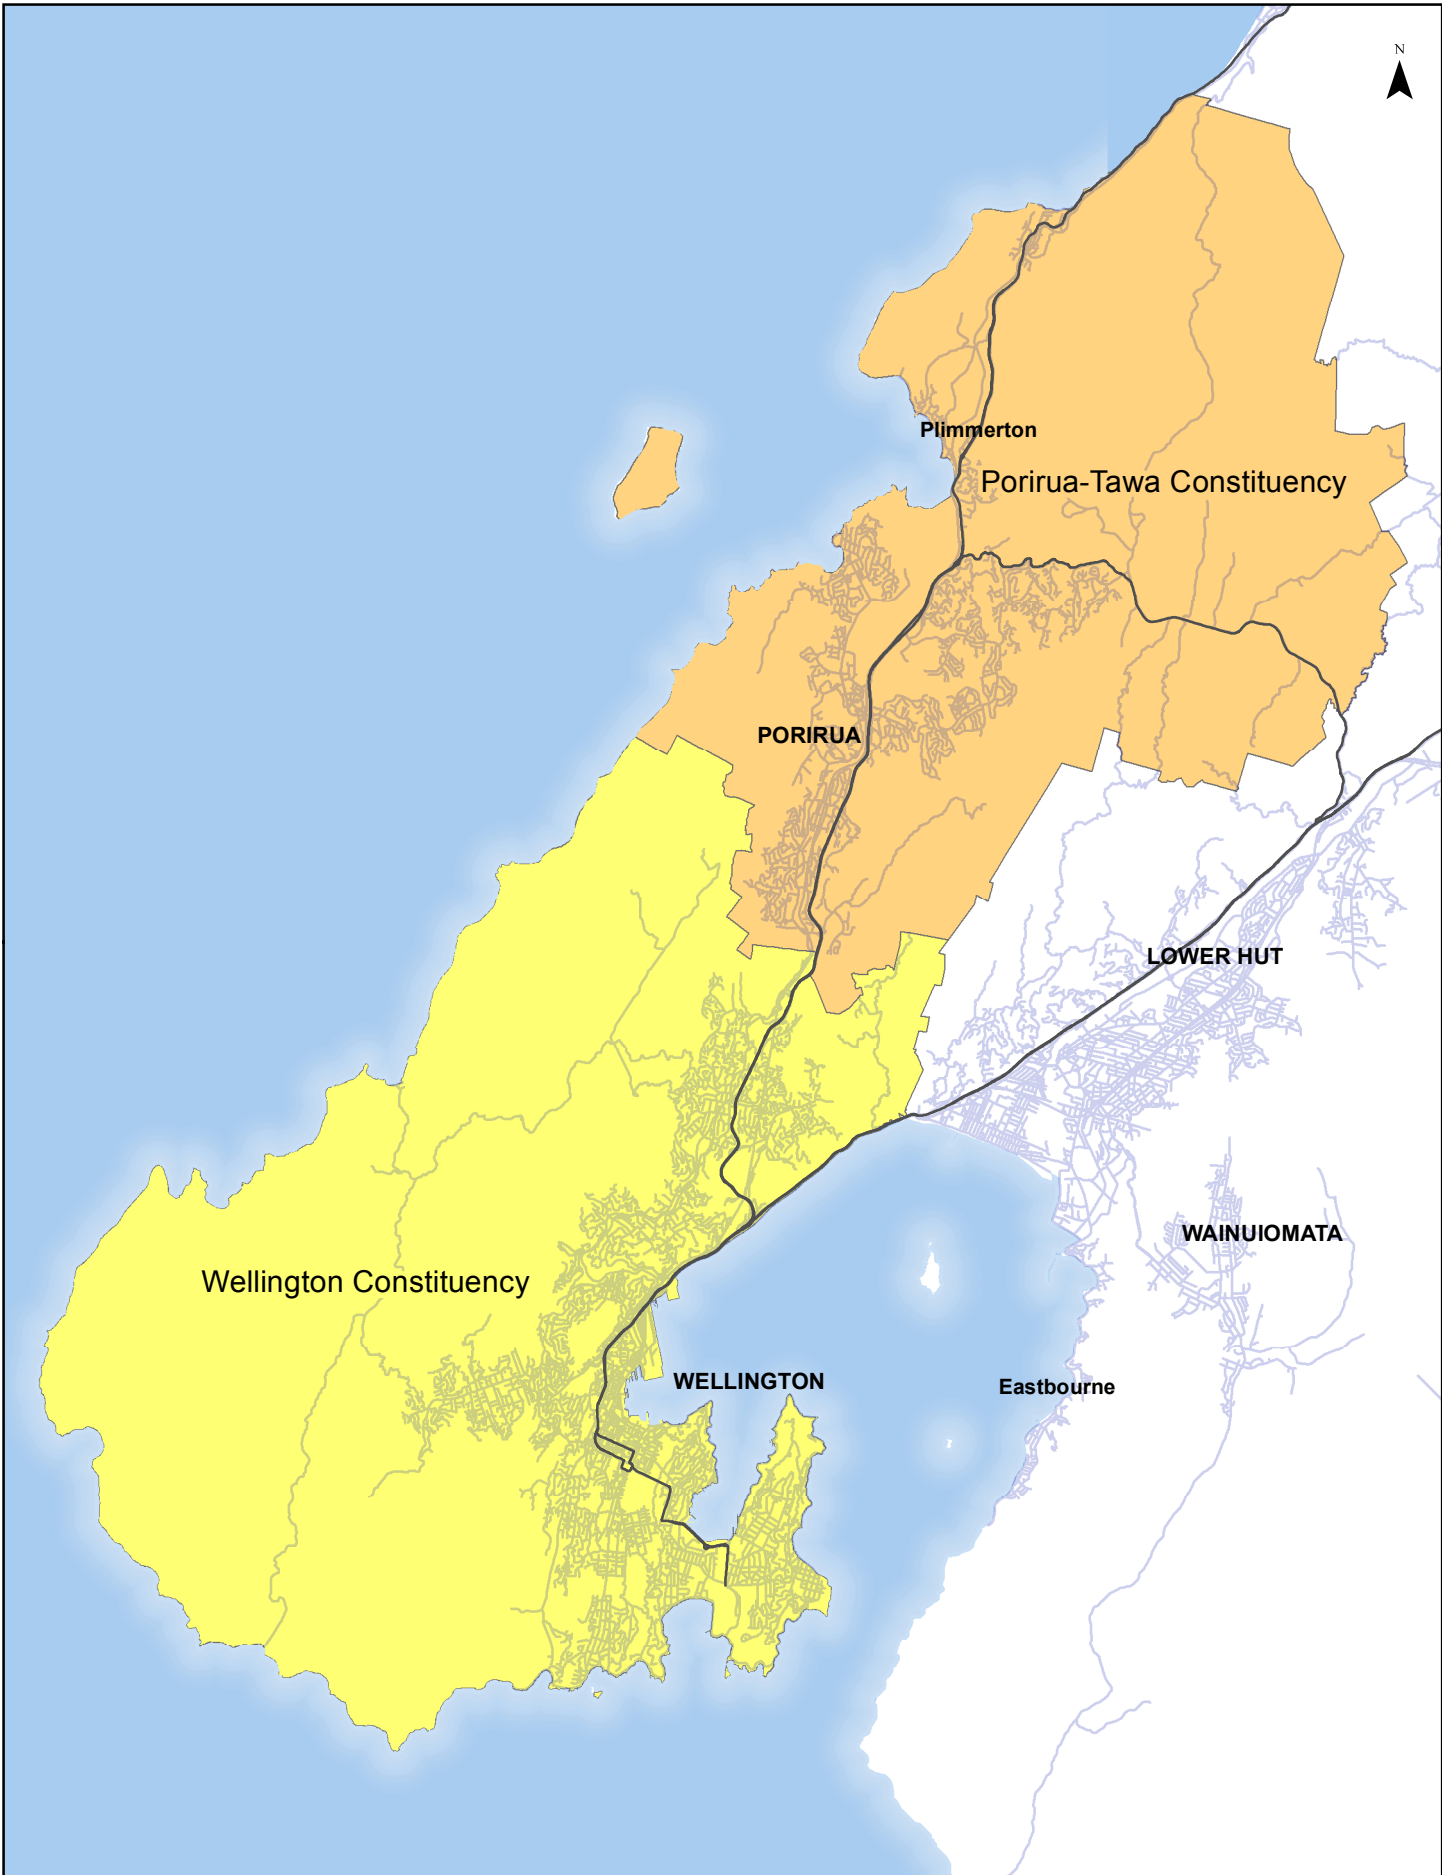 N
Plimmerton
Porirua-Tawa Constituency
PORIRUA
LOWER HUT
WAINUIOMATA
Wellington Constituency
WELLINGTON
Eastbourne